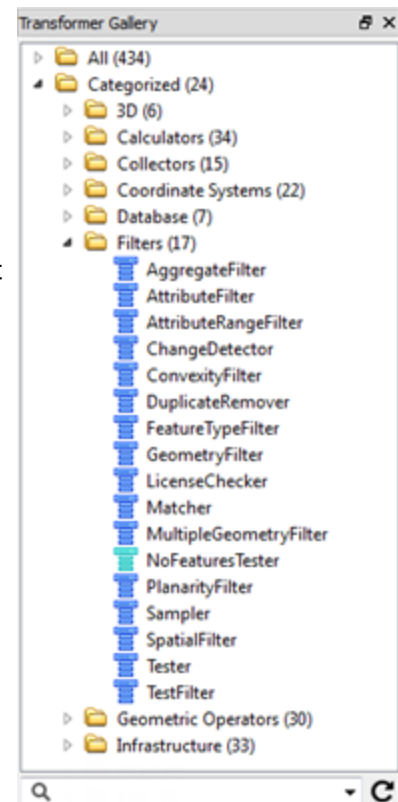 Transformer Gallery
All (434)
Categorized (24)
3D (6)
Calculators (34)
Collectors (15)
Coordinate Systems (22)
Database (7)
Filters (17)
AggregateFilter
AttributeFilter
AttributeRangeFilter
ChangeDetector
ConvexityFilter
DuplicateRemover
FeatureTypeFilter
GeometryFilter
LicenseChecker
Matcher
MultipleGeometryFilter
NoFeaturesTester
PlanarityFilter
Sampler
SpatialFilter
Tester
TestFilter
Geometric Operators (30)
Infrastructure (33)